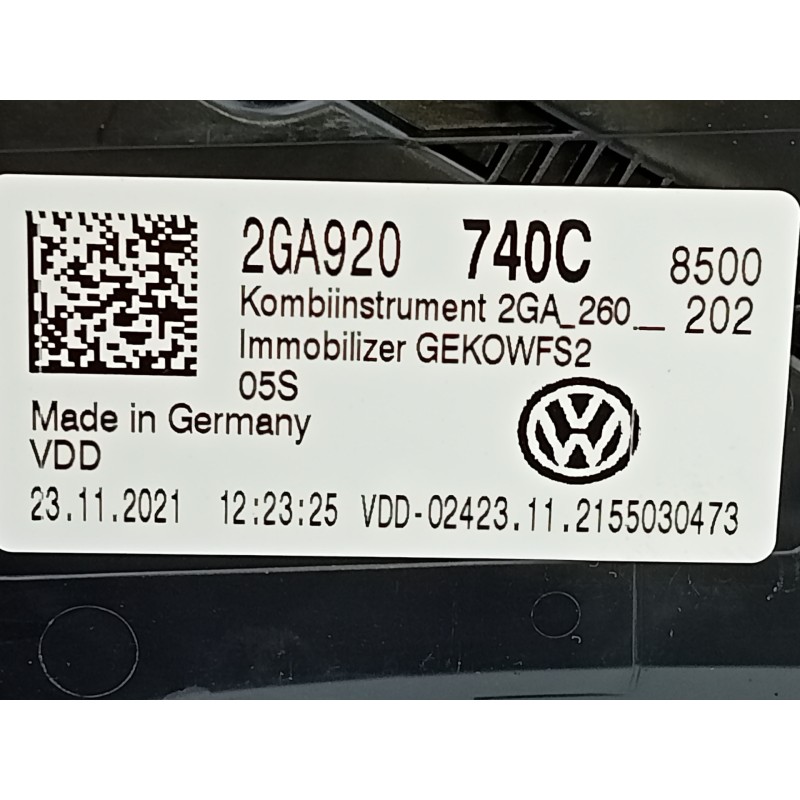 2GA920 740C 8500
Kombiinstrument 2GA_260__ 202
Immobilizer GEKOWFS2
05S
Made in Germany
VDD
23.11.2021 12:23:25 VDD-02423.11.2155030473